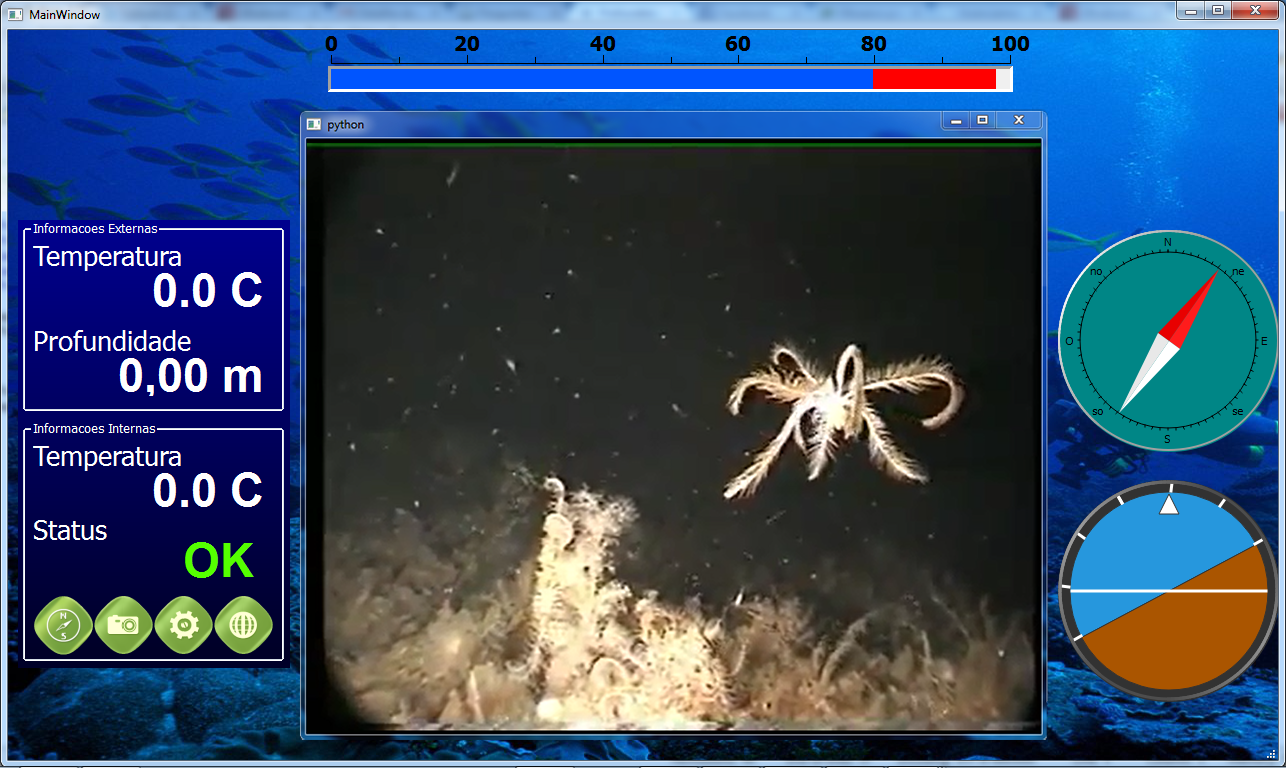 MainWindow
0 20 40 60 80 100
python
Informacoes Externas
Temperatura
0.0 C
Profundidade
0,00 m
Informacoes Internas
Temperatura
0.0 C
Status
OK
N
S
N
no ne
O E
so se
S